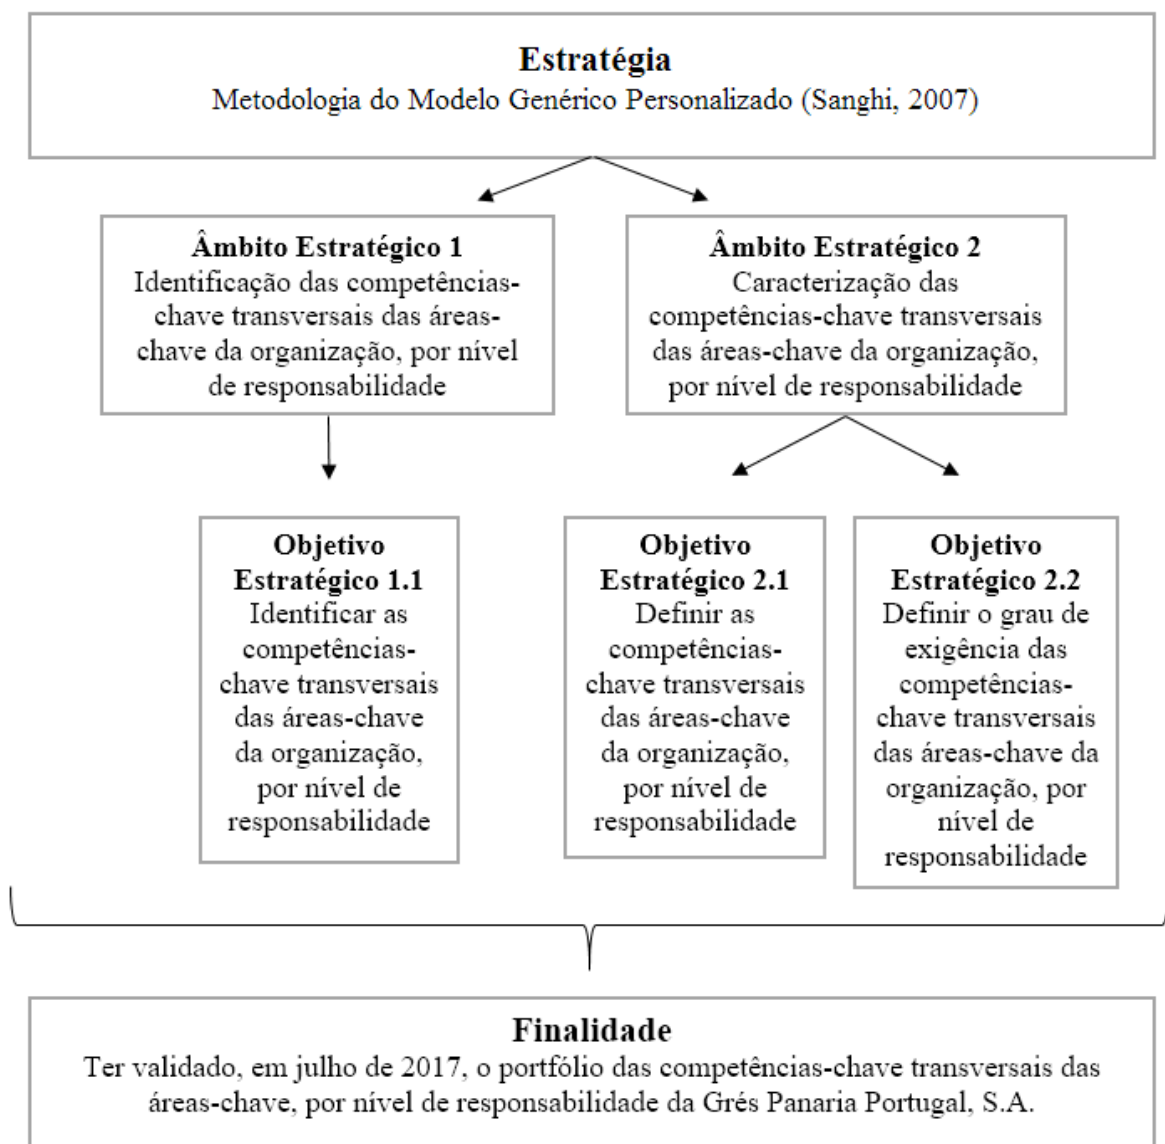 Estratégia
Metodologia do Modelo Genérico Personalizado (Sanghi, 2007)
Âmbito Estratégico 1
Identificação das competências-
chave transversais das áreas-
chave da organização, por nível
de responsabilidade
Âmbito Estratégico 2
Caracterização das
competências-chave transversais
das áreas-chave da organização,
por nível de responsabilidade
Objetivo
Estratégico 1.1
Identificar as
competências-
chave transversais
das áreas-chave
da organização,
por nível de
responsabilidade
Objetivo
Estratégico 2.1
Definir as
competências-
chave transversais
das áreas-chave
da organização,
por nível de
responsabilidade
Objetivo
Estratégico 2.2
Definir o grau de
exigência das
competências-
chave transversais
das áreas-chave da
organização, por
nível de
responsabilidade
Finalidade
Ter validado, em julho de 2017, o portfólio das competências-chave transversais das
áreas-chave, por nível de responsabilidade da Grés Panaria Portugal, S.A.